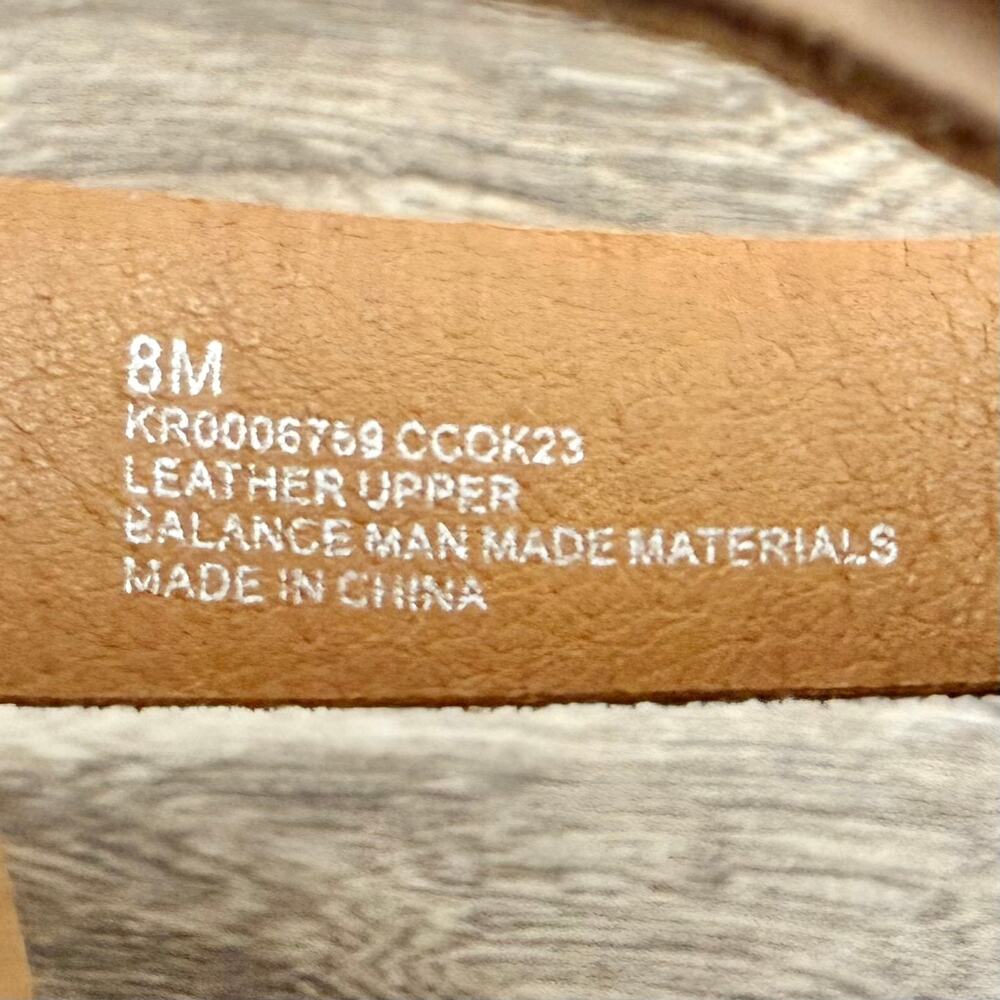 8M
KR0006759 CCOK23
LEATHER UPPER
BALANCE MAN MADE MATERIALS
MADE IN CHINA